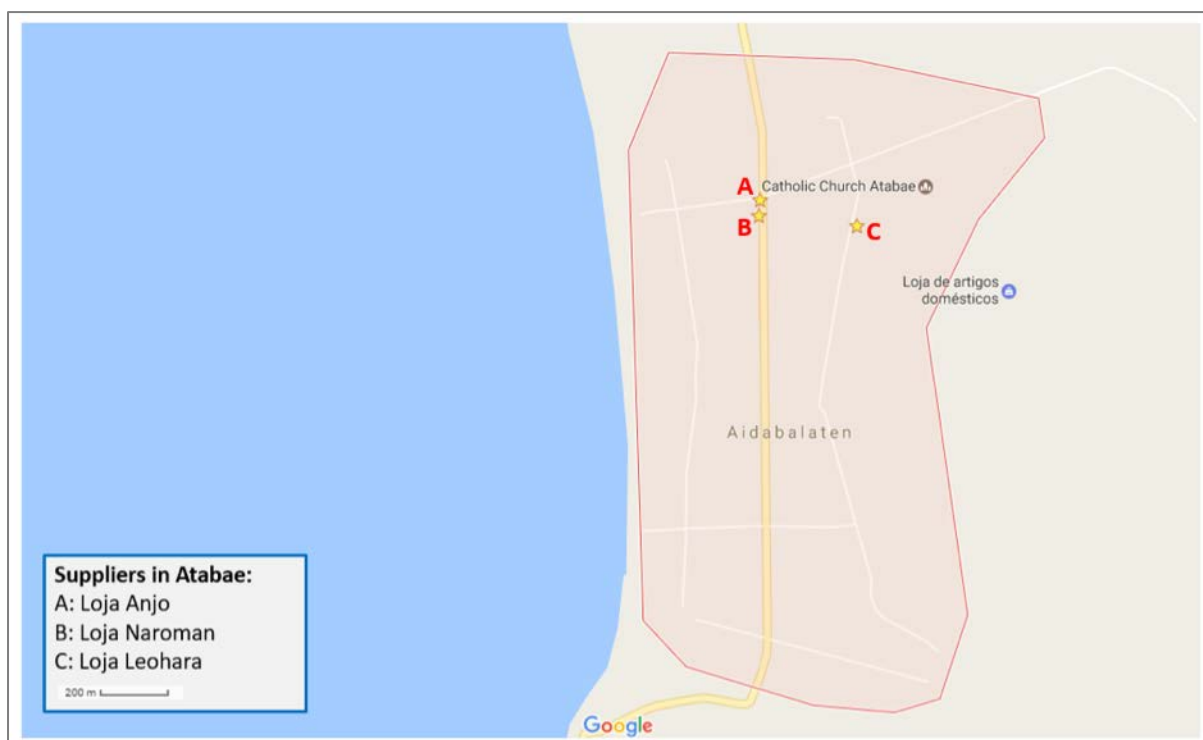 A
Catholic Church Atabae
B
C
Loja de artigos
domésticos
Aidabalaten
Suppliers in Atabae:
A: Loja Anjo
B: Loja Naroman
C: Loja Leohara
200 m
Google